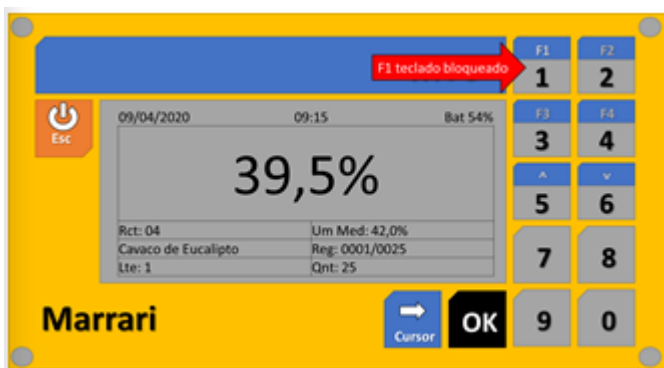 F1 teclado bloqueado
F1 F2
1 2
Esc
09/04/2020 09:15 Bat 54%
F3 F4
3 4
39,5%
^ v
5 6
Rct: 04 Um Med: 42,0%
Cavaco de Eucalipto Reg: 0001/0025
Lte: 1 Qnt: 25
7 8
Marrari
Cursor
OK
9 0